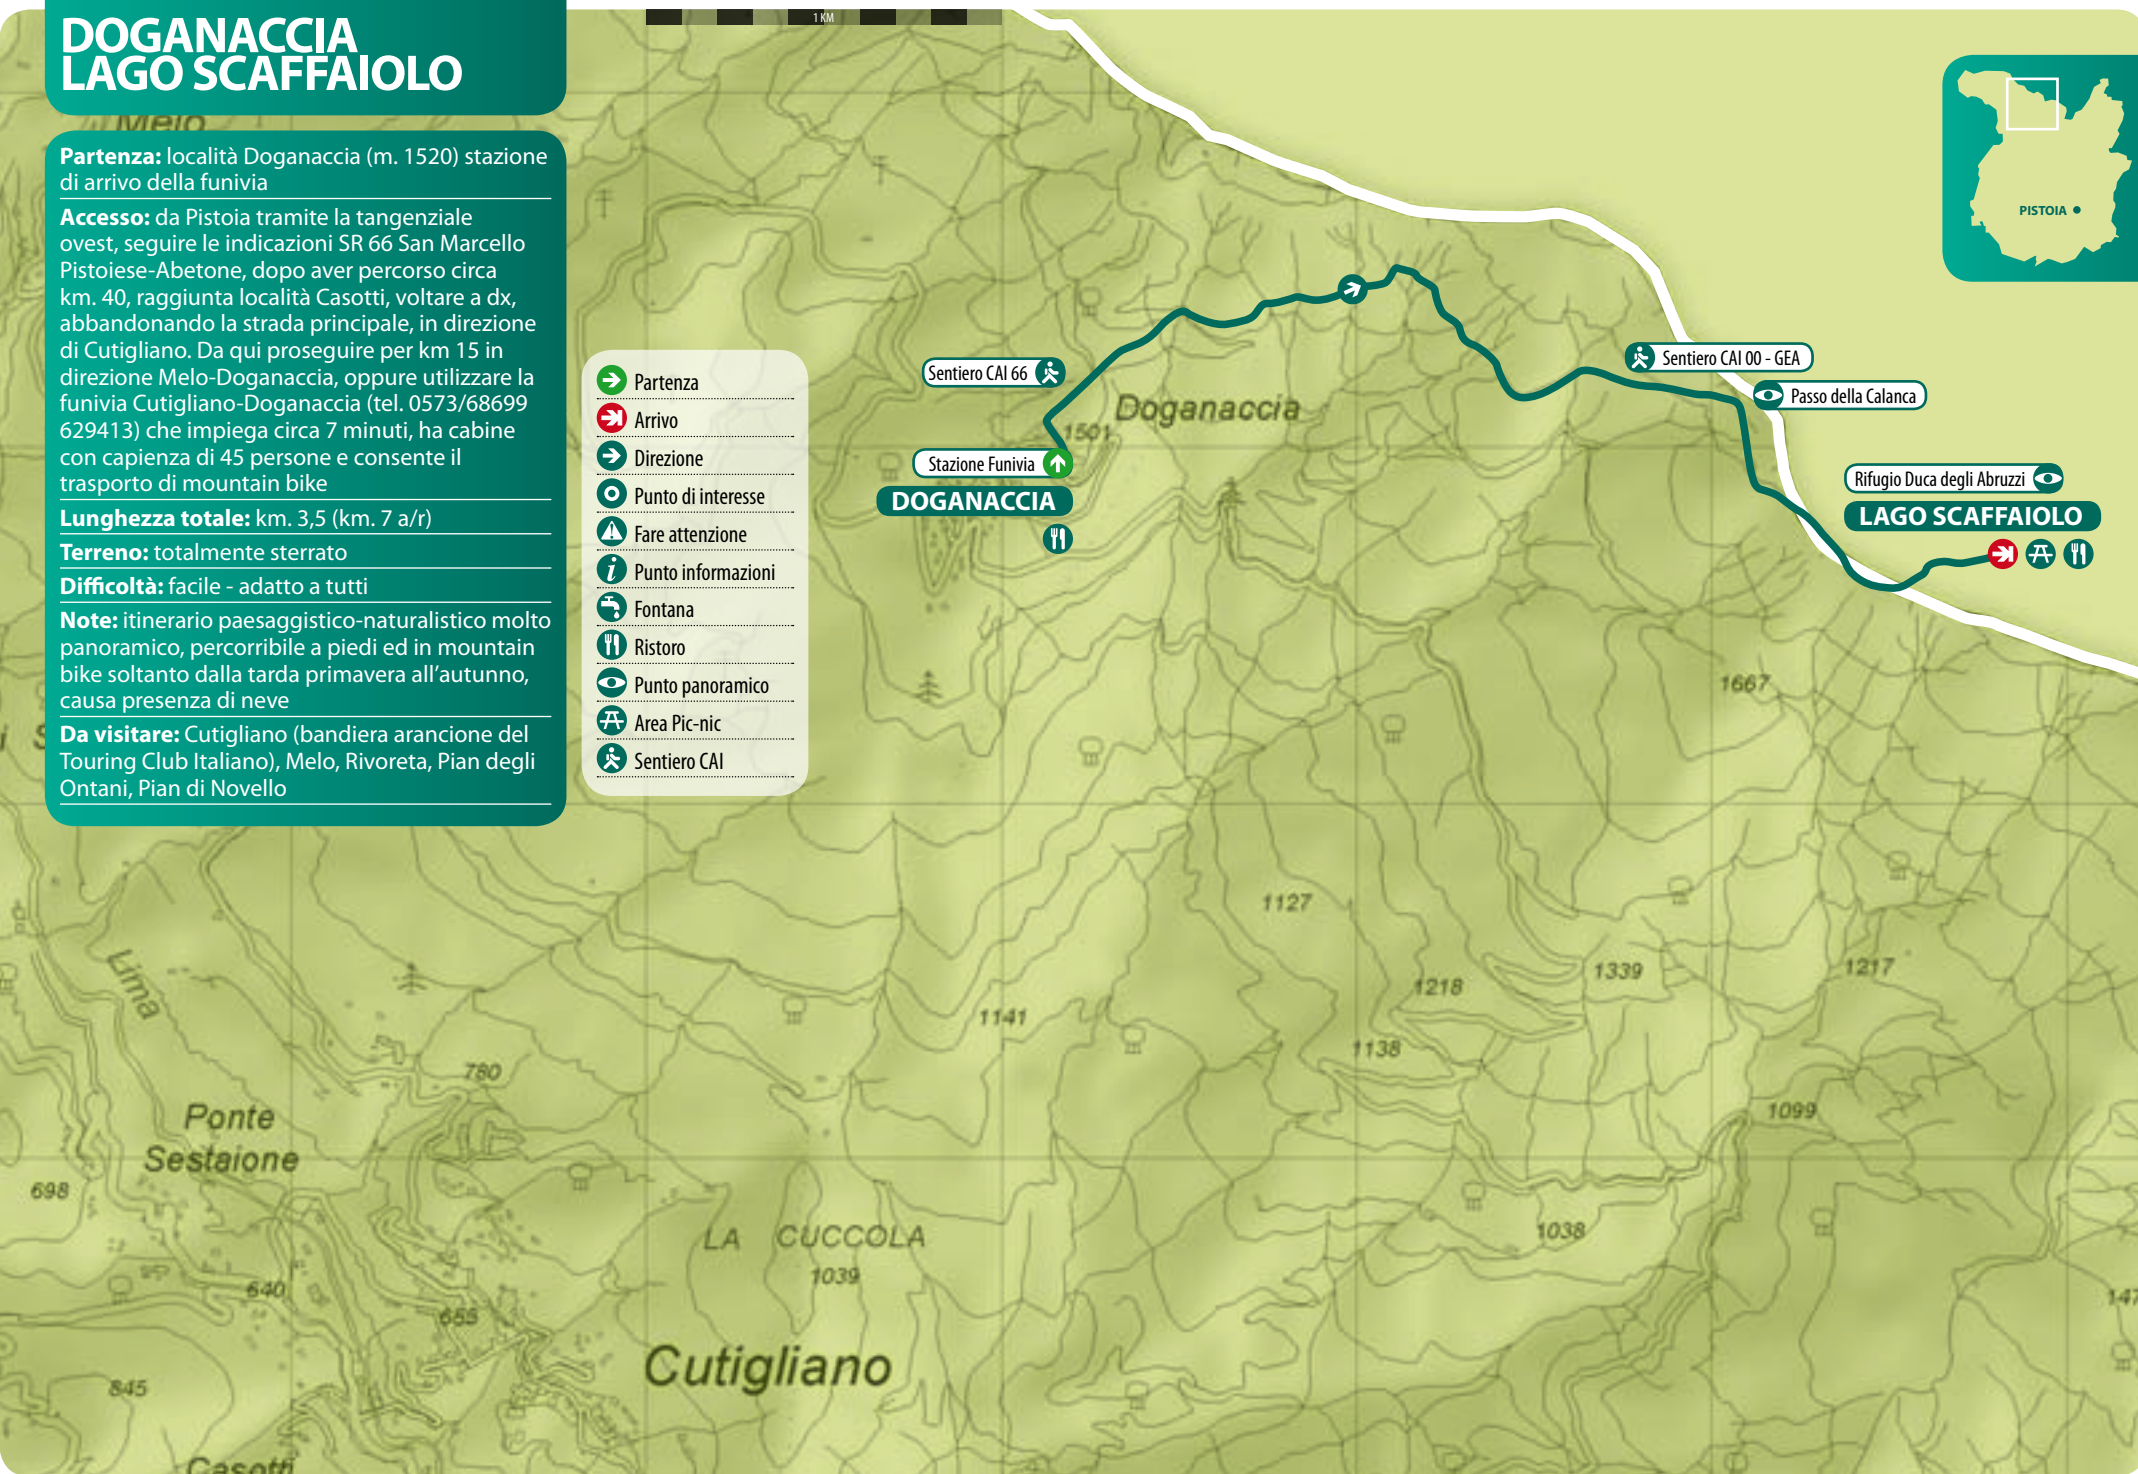 DOGANACCIA
LAGO SCAFFAIOLO
1 KM
Melo
Partenza: località Doganaccia (m. 1520) stazione
di arrivo della funivia
Accesso: da Pistoia tramite la tangenziale
ovest, seguire le indicazioni SR 66 San Marcello
Pistoiese-Abetone, dopo aver percorso circa
km. 40, raggiunta località Casotti, voltare a dx,
abbandonando la strada principale, in direzione
di Cutigliano. Da qui proseguire per km 15 in
direzione Melo-Doganaccia, oppure utilizzare la
funivia Cutigliano-Doganaccia (tel. 0573/68699
629413) che impiega circa 7 minuti, ha cabine
con capienza di 45 persone e consente il
trasporto di mountain bike
Lunghezza totale: km. 3,5 (km. 7 a/r)
Terreno: totalmente sterrato
Difficoltà: facile - adatto a tutti
Note: itinerario paesaggistico-naturalistico molto
panoramico, percorribile a piedi ed in mountain
bike soltanto dalla tarda primavera all'autunno,
causa presenza di neve
Da visitare: Cutigliano (bandiera arancione del
Touring Club Italiano), Melo, Rivoreta, Pian degli
Ontani, Pian di Novello
Partenza
Arrivo
Direzione
Punto di interesse
Fare attenzione
Punto informazioni
Fontana
Ristoro
Punto panoramico
Area Pic-nic
Sentiero CAI
PISTOIA
Sentiero CAI 66
Doganaccia
1501
Stazione Funivia
DOGANACCIA
Sentiero CAI 00 - GEA
Passo della Calanca
Rifugio Duca degli Abruzzi
LAGO SCAFFAIOLO
1667
1127
1218
1339
1217
1141
1138
Lima
780
Ponte
Sestaione
1099
698
LA CUCCOLA
1039
1038
640
655
Cutigliano
845
Casotti